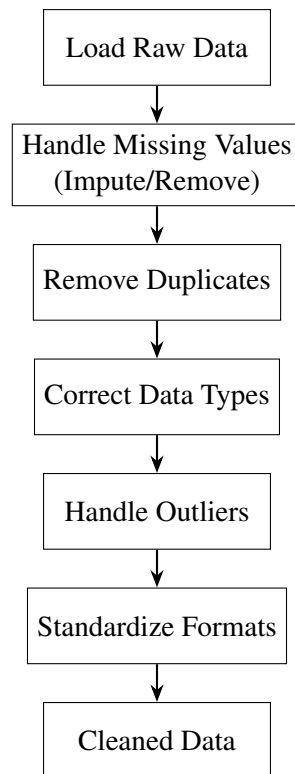 Load Raw Data
Handle Missing Values
(Impute/Remove)
Remove Duplicates
Correct Data Types
Handle Outliers
Standardize Formats
Cleaned Data